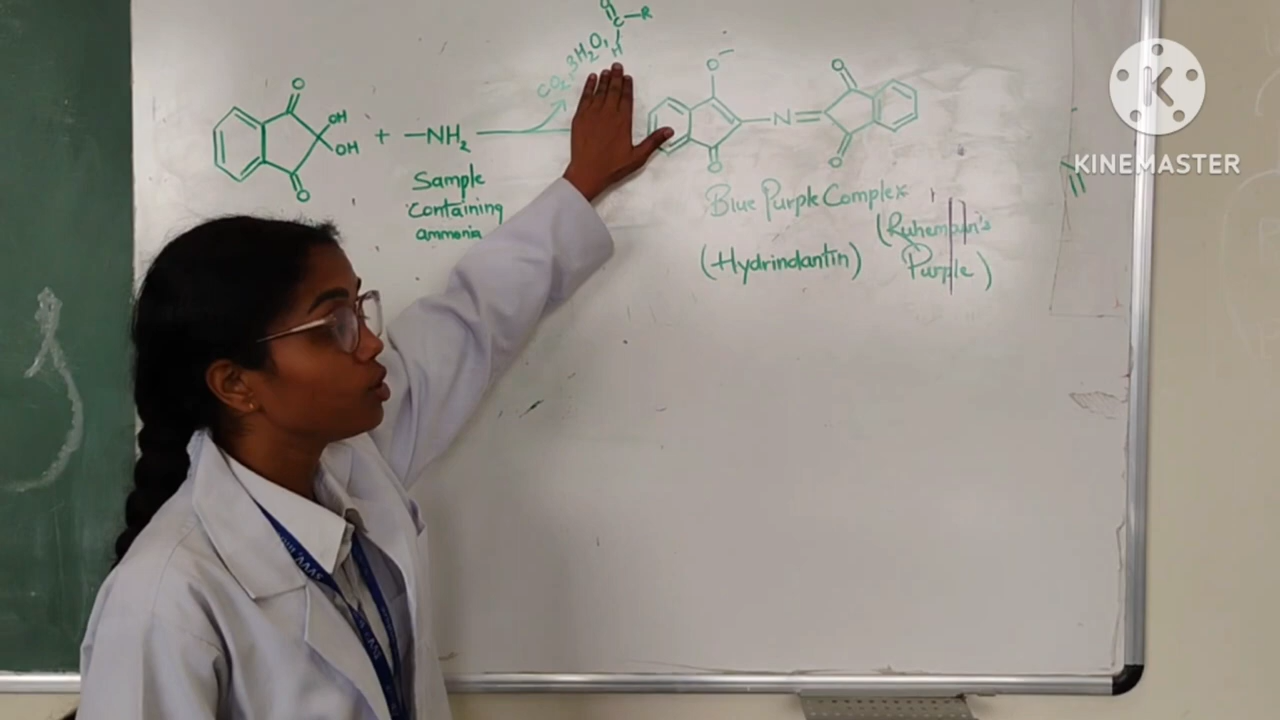 O
C-R
H
CO2, 3H2O,
O
OH
OH
O
+ -NH2
Sample
Containing
ammonia
O-
O
N
O
O
Blue Purple Complex
(Hydrindantin)
(Ruhemann's
Purple)
K
KINEMASTER